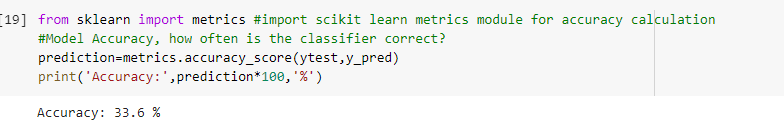 [19] from sklearn import metrics #import scikit learn metrics module for accuracy calculation
#Model Accuracy, how often is the classifier correct?
prediction=metrics.accuracy_score(ytest,y_pred)
print('Accuracy:',prediction*100,'%')
Accuracy: 33.6 %